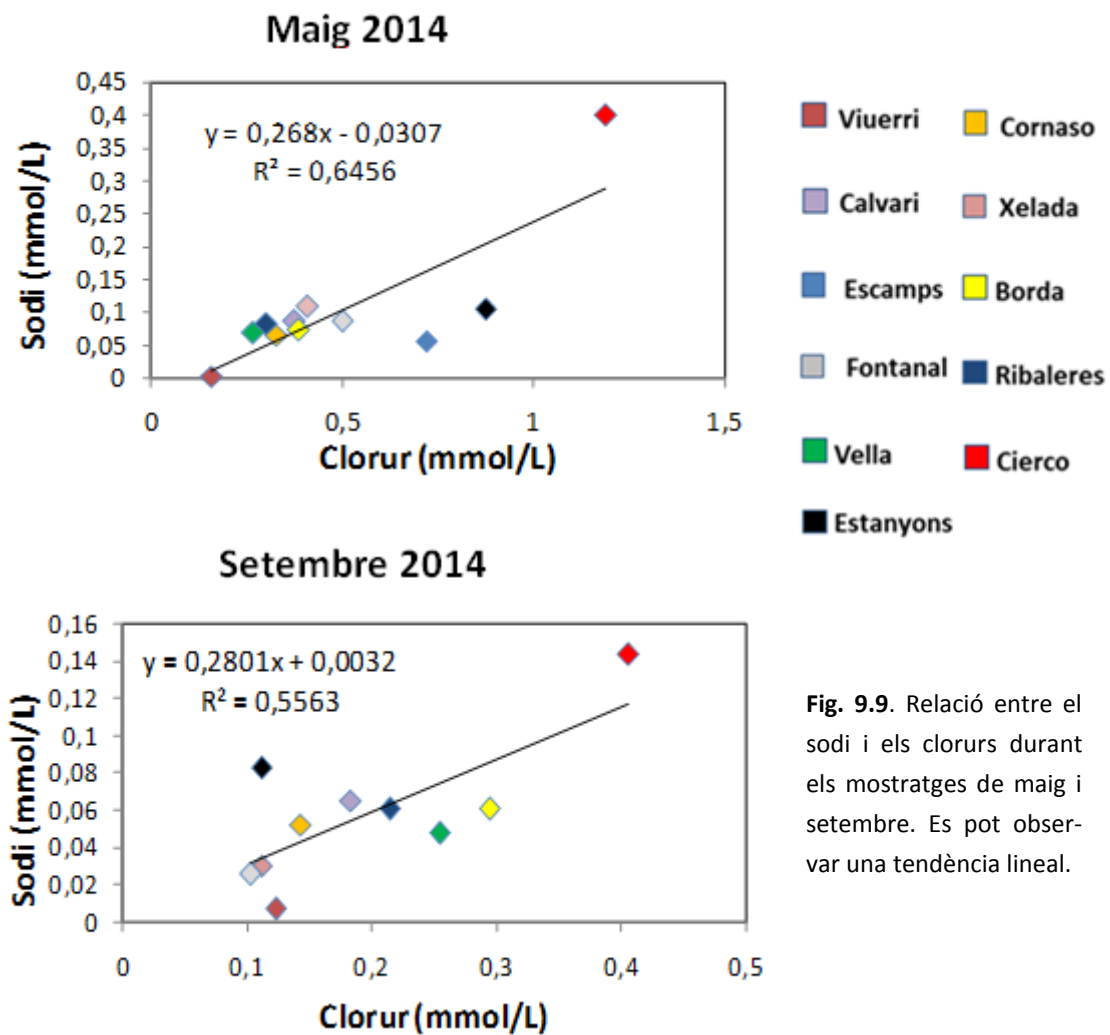 Maig 2014
0,45
0,4
0,35
0,3
0,25
0,2
0,15
0,1
0,05
0
Sodi (mmol/L)
y = 0,268x - 0,0307
R² = 0,6456
0
0,5
1
1,5
Clorur (mmol/L)
Viuerri
Cornaso
Calvari
Xelada
Escamps
Borda
Fontanal
Ribaleres
Vella
Cierco
Estanyons
Setembre 2014
0,16
0,14
0,12
0,1
0,08
0,06
0,04
0,02
0
Sodi (mmol/L)
y = 0,2801x + 0,0032
R² = 0,5563
0
0,1
0,2
0,3
0,4
0,5
Clorur (mmol/L)
Fig. 9.9. Relació entre el
sodi i els clorurs durant
els mostratges de maig i
setembre. Es pot obser-
var una tendència lineal.